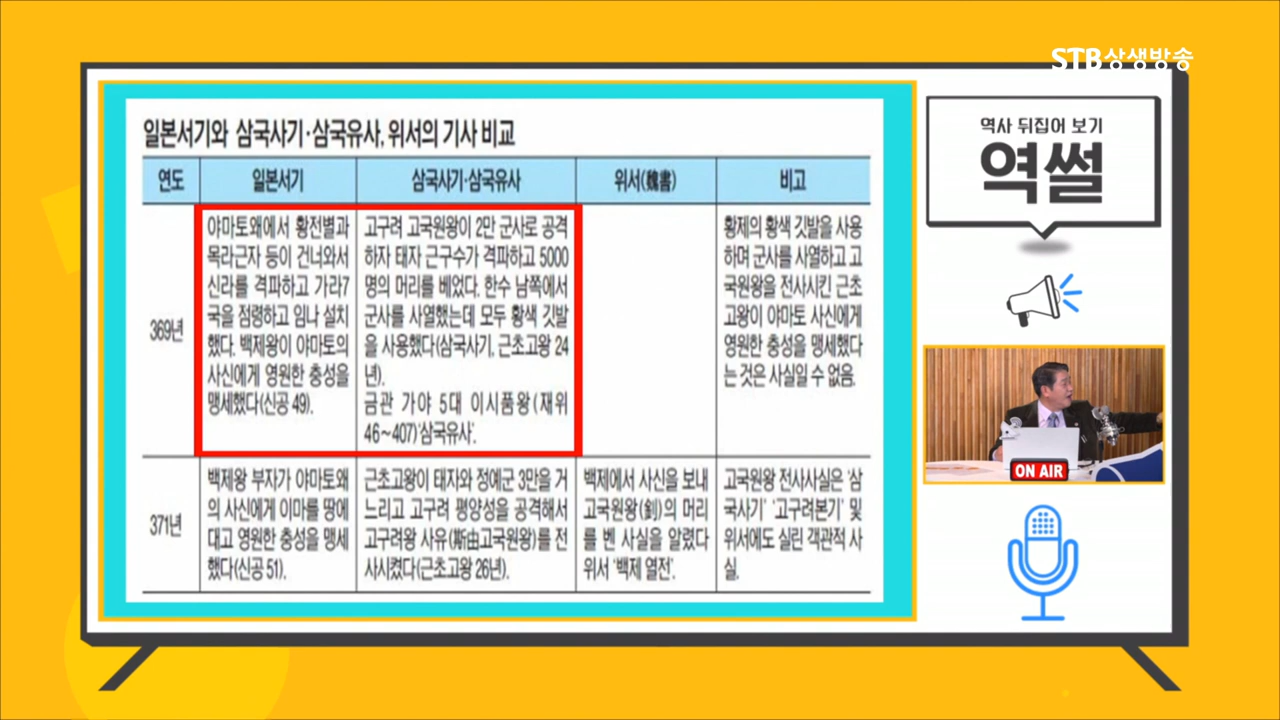 STB상생방송
일본서기와 삼국사기·삼국유사, 위서의 기사 비교
연도
일본서기
삼국사기·삼국유사
위서(魏書)
비고
369년
야마토왜에서 황전별과
목라근자 등이 건너와서
신라를 격파하고 가라7
국을 점령하고 임나 설치
했다. 백제왕이 야마토의
사신에게 영원한 충성을
맹세했다(신공 49).
고구려 고국원왕이 2만 군사로 공격
하자 태자 근구수가 격파하고 5000
명의 머리를 베었다. 한수 남쪽에서
군사를 사열했는데 모두 황색 깃발
을 사용했다(삼국사기, 근초고왕 24
년).
금관 가야 5대 이시품왕(재위
46~407)'삼국유사'.
황제의 황색 깃발을 사용
하며 군사를 사열하고 고
국원왕을 전사시킨 근초
고왕이 야마토 사신에게
영원한 충성을 맹세했다
는 것은 사실일 수 없음.
371년
백제왕 부자가 야마토왜
의 사신에게 이마를 땅에
대고 영원한 충성을 맹세
했다(신공 51).
근초고왕이 태자와 정예군 3만을 거
느리고 고구려 평양성을 공격해서
고구려왕 사유(斯由고국원왕)를 전
사시켰다(근초고왕 26년).
백제에서 사신을 보내
고국원왕(釗)의 머리
를 벤 사실을 알렸다
위서 '백제 열전'.
고국원왕 전사사실은 '삼
국사기' '고구려본기' 및
위서에도 실린 객관적 사
실.
역사 뒤집어 보기
역썰
ON AIR